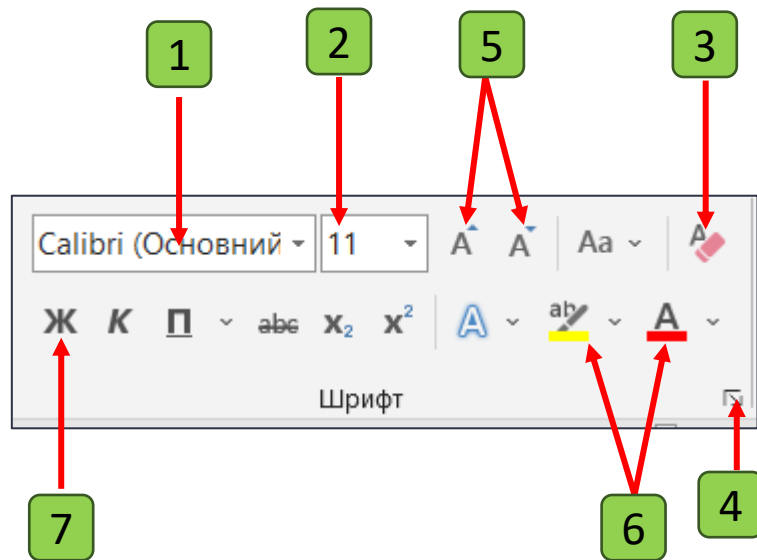 1 2 5 3
Calibri (Основний 11 A A Aa A
Ж К П abc x₂ x² A ab A
Шрифт
7 6 4